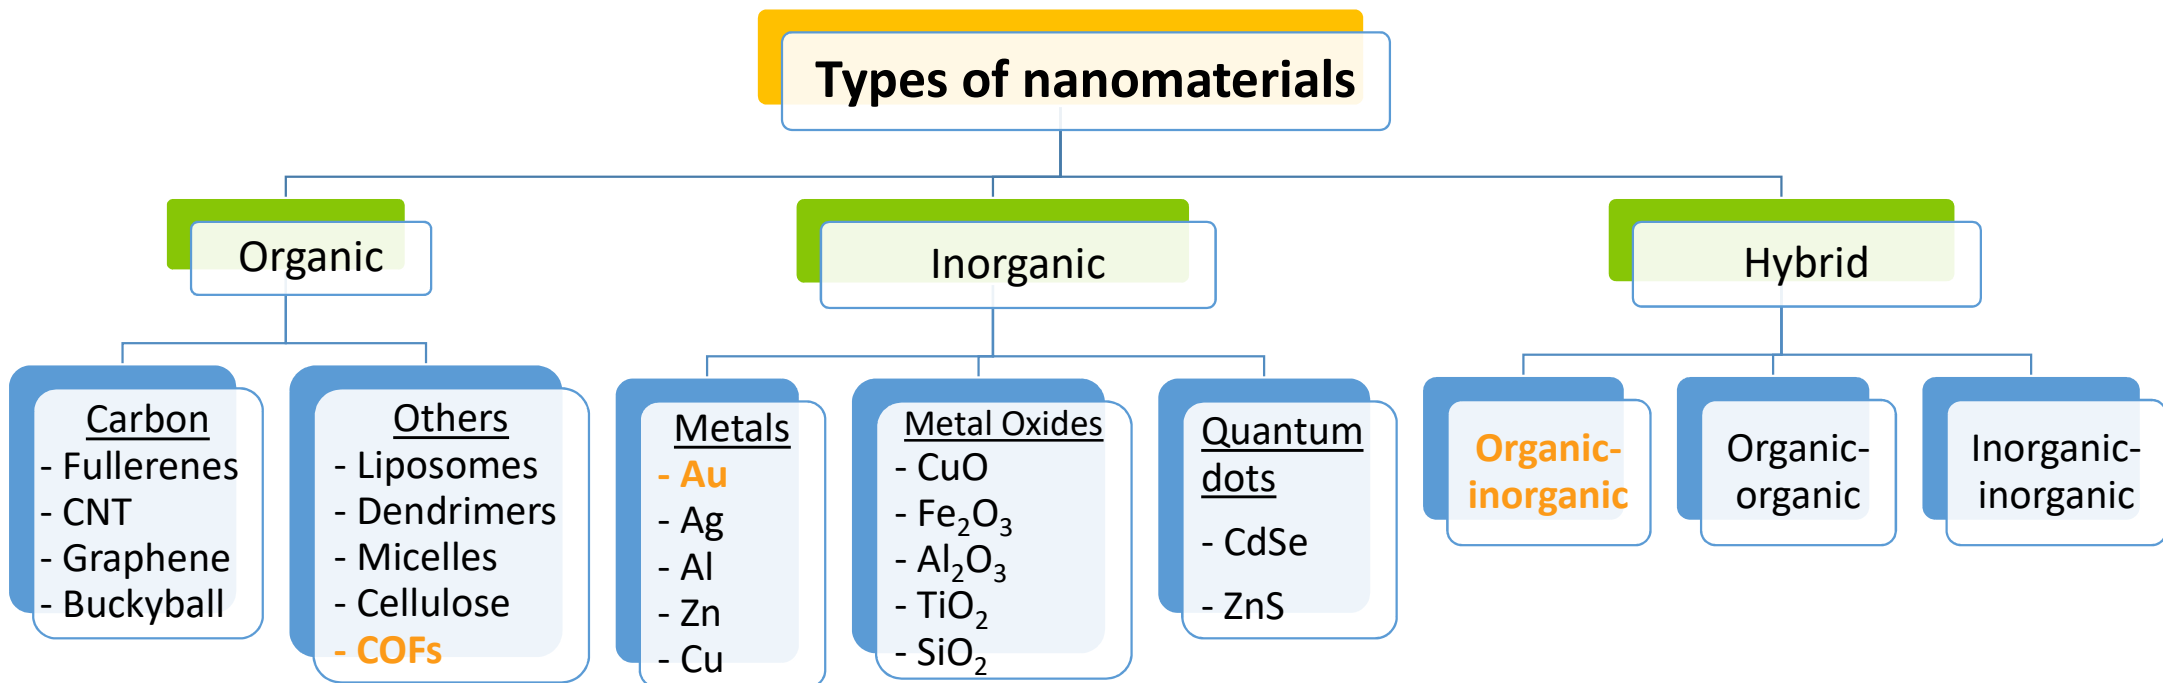 Types of nanomaterials
Organic
Inorganic
Hybrid
Carbon
- Fullerenes
- CNT
- Graphene
- Buckyball
Others
- Liposomes
- Dendrimers
- Micelles
- Cellulose
- COFs
Metals
- Au
- Ag
- Al
- Zn
- Cu
Metal Oxides
- CuO
- Fe₂O₃
- Al₂O₃
- TiO₂
- SiO₂
Quantum
dots
- CdSe
- ZnS
Organic-
inorganic
Organic-
organic
Inorganic-
inorganic